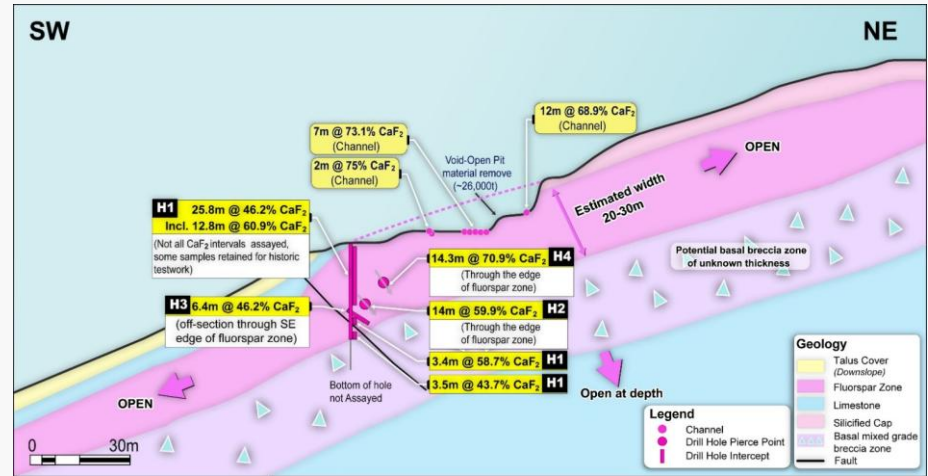 SW
NE
12m @ 68.9% CaF₂
(Channel)
7m @ 73.1% CaF₂
(Channel)
2m @ 75% CaF₂
(Channel)
Void-Open Pit
material remove
(~26,000t)
OPEN
Estimated width
20-30m
H1 25.8m @ 46.2% CaF₂
Incl. 12.8m @ 60.9% CaF₂
(Not all CaF₂ intervals assayed,
some samples retained for historic
testwork)
14.3m @ 70.9% CaF₂ H4
(Through the edge
of fluorspar zone)
Potential basal breccia zone
of unknown thickness
H3 6.4m @ 46.2% CaF₂
(off-section through SE
edge of fluorspar zone)
14m @ 59.9% CaF₂ H2
(Through the edge
of fluorspar zone)
3.4m @ 58.7% CaF₂ H1
3.5m @ 43.7% CaF₂ H1
Bottom of hole
not Assayed
OPEN
Open at depth
0 30m
Legend
Channel
Drill Hole Pierce Point
Drill Hole Intercept
Geology
Talus Cover
(Downslope)
Fluorspar Zone
Limestone
Silicified Cap
Basal mixed grade
breccia zone
Fault